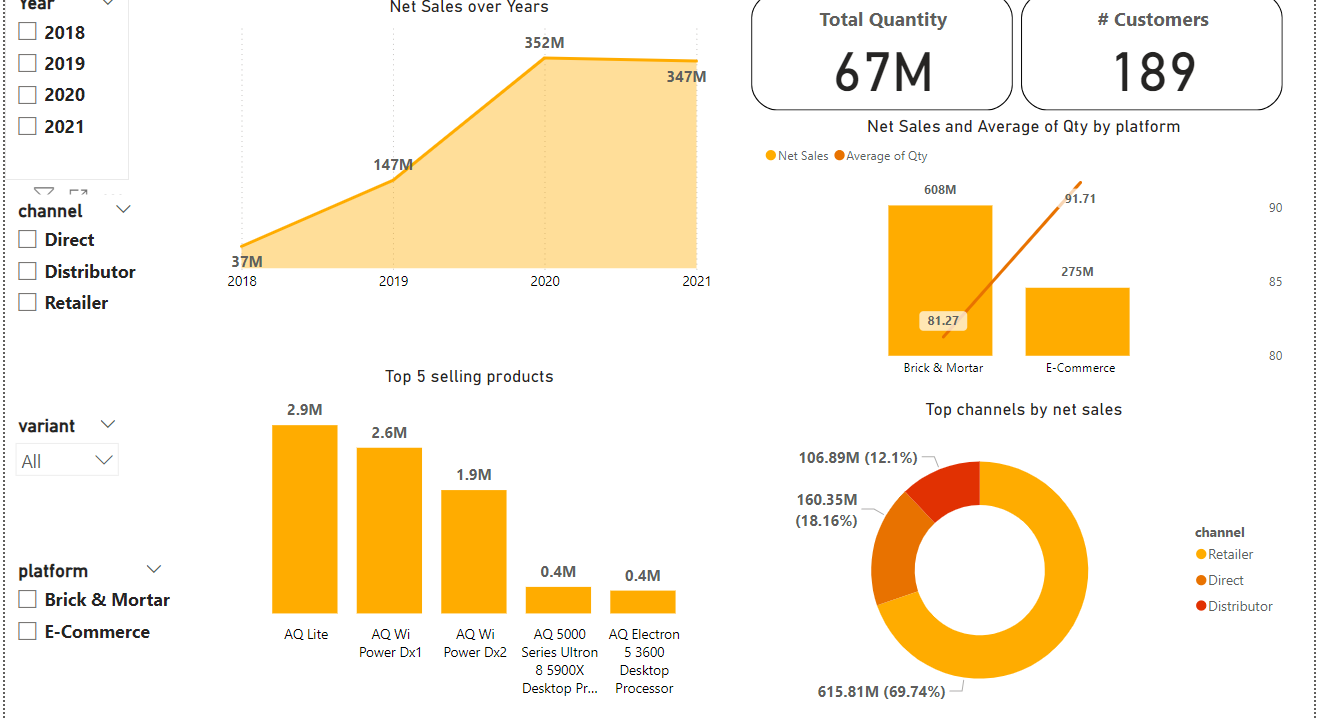 Year
2018
2019
2020
2021
channel
Direct
Distributor
Retailer
variant
All
platform
Brick & Mortar
E-Commerce
Net Sales over Years
352M
347M
147M
37M
2018 2019 2020 2021
Top 5 selling products
2.9M
2.6M
1.9M
0.4M 0.4M
AQ Lite
AQ Wi
Power Dx1
AQ Wi
Power Dx2
AQ 5000
Series Ultron
8 5900X
Desktop Pr...
AQ Electron
5 3600
Desktop
Processor
Total Quantity
67M
# Customers
189
Net Sales and Average of Qty by platform
Net Sales Average of Qty
608M
91.71
90
275M
85
81.27
80
Brick & Mortar E-Commerce
Top channels by net sales
106.89M (12.1%)
160.35M
(18.16%)
615.81M (69.74%)
channel
Retailer
Direct
Distributor